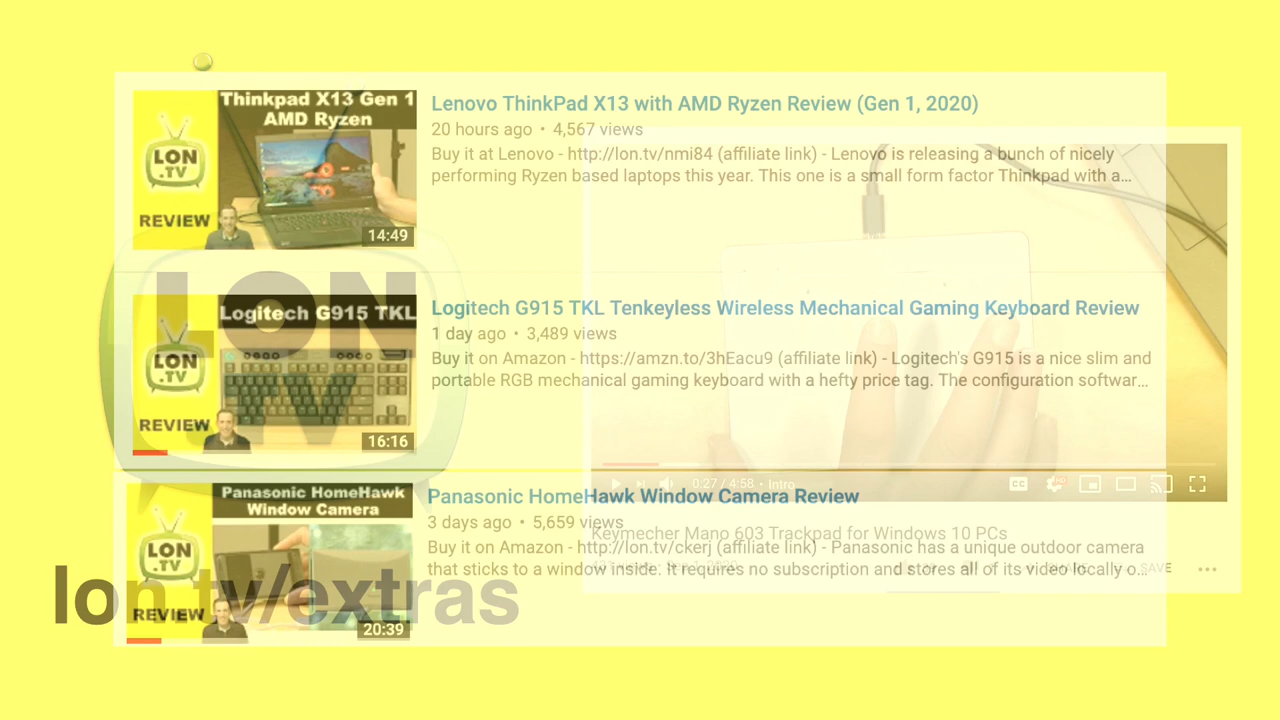 Thinkpad X13 Gen 1
AMD Ryzen
LON
.TV
REVIEW
14:49
Lenovo ThinkPad X13 with AMD Ryzen Review (Gen 1, 2020)
20 hours ago • 4,567 views
Buy it at Lenovo - http://lon.tv/nmi84 (affiliate link) - Lenovo is releasing a bunch of nicely
performing Ryzen based laptops this year. This one is a small form factor Thinkpad with a...
LON
.TV
Logitech G915 TKL
LON
.TV
REVIEW
16:16
Logitech G915 TKL Tenkeyless Wireless Mechanical Gaming Keyboard Review
1 day ago • 3,489 views
Buy it on Amazon - https://amzn.to/3hEacu9 (affiliate link) - Logitech's G915 is a nice slim and
portable RGB mechanical gaming keyboard with a hefty price tag. The configuration softwar...
0:27 / 4:58 • Intro
CC
HD
Panasonic HomeHawk
Window Camera
LON
.TV
REVIEW
20:39
Panasonic HomeHawk Window Camera Review
3 days ago • 5,659 views
Buy it on Amazon - http://lon.tv/ckerj (affiliate link) - Panasonic has a unique outdoor camera
that sticks to a window inside. It requires no subscription and stores all of its video locally o...
Keymecher Mano 603 Trackpad for Windows 10 PCs
SAVE
lon.tv/extras